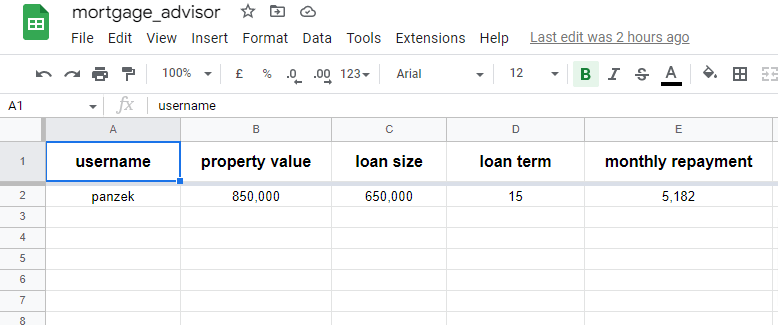 mortgage_advisor
File Edit View Insert Format Data Tools Extensions Help Last edit was 2 hours ago
100% £ % .0 .00 123 Arial 12 B I S A
A1 fx username
A B C D E
1 username property value loan size loan term monthly repayment
2 panzek 850,000 650,000 15 5,182
3
4
5
6
7
8